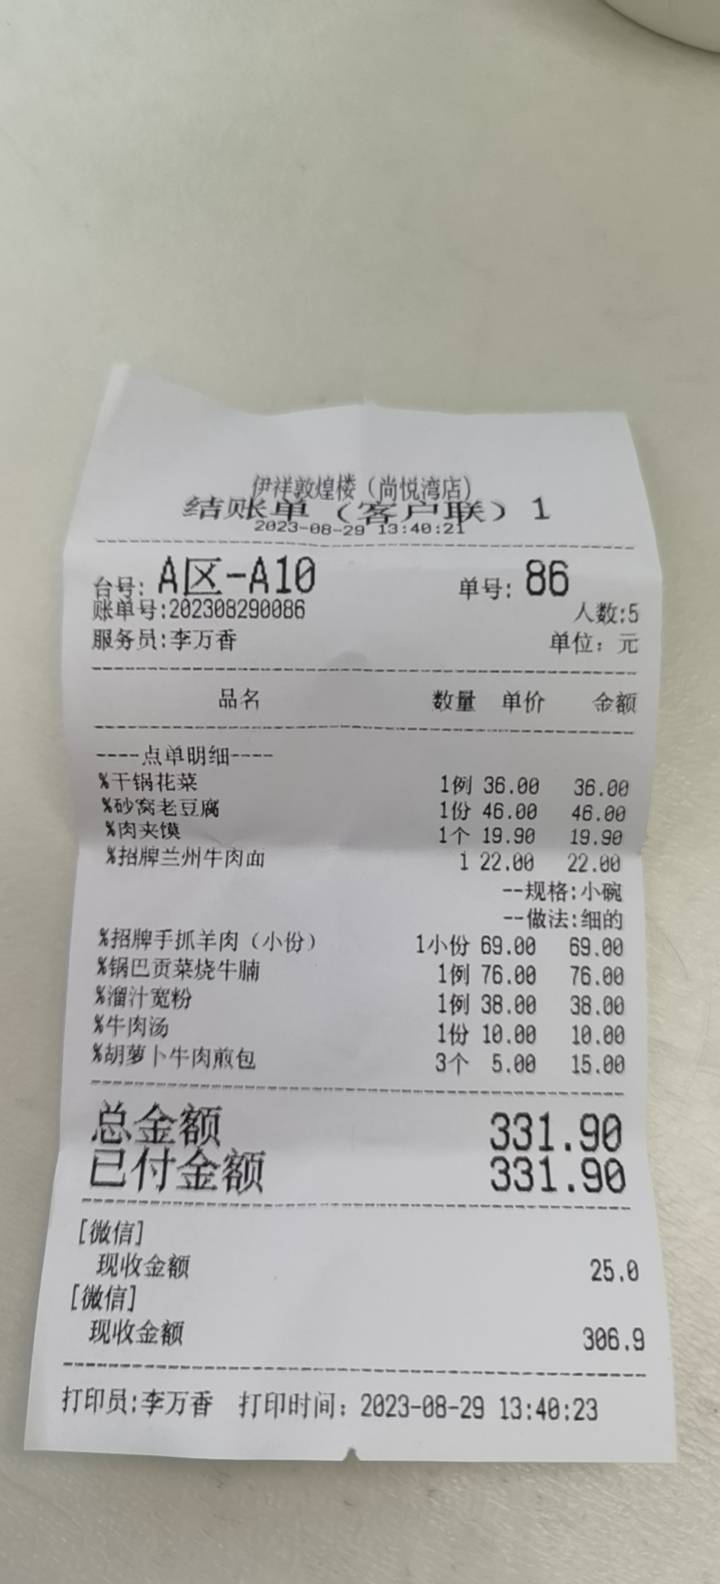 伊祥敦煌楼（尚悦湾店）
结账单（客户联）1
2023-08-29 13:40:21
台号: A区-A10 单号: 86
账单号:202308290086 人数:5
服务员:李万香 单位：元
品名 数量 单价 金额
----点单明细----
%干锅花菜 1例 36.00 36.00
%砂窝老豆腐 1份 46.00 46.00
%肉夹馍 1个 19.90 19.90
%招牌兰州牛肉面 1 22.00 22.00
--规格:小碗
--做法:细的
%招牌手抓羊肉（小份） 1小份 69.00 69.00
%锅巴贡菜烧牛腩 1例 76.00 76.00
%溜汁宽粉 1例 38.00 38.00
%牛肉汤 1份 10.00 10.00
%胡萝卜牛肉煎包 3个 5.00 15.00
总金额 331.90
已付金额 331.90
[微信]
现收金额 25.0
[微信]
现收金额 306.9
打印员:李万香 打印时间：2023-08-29 13:40:23